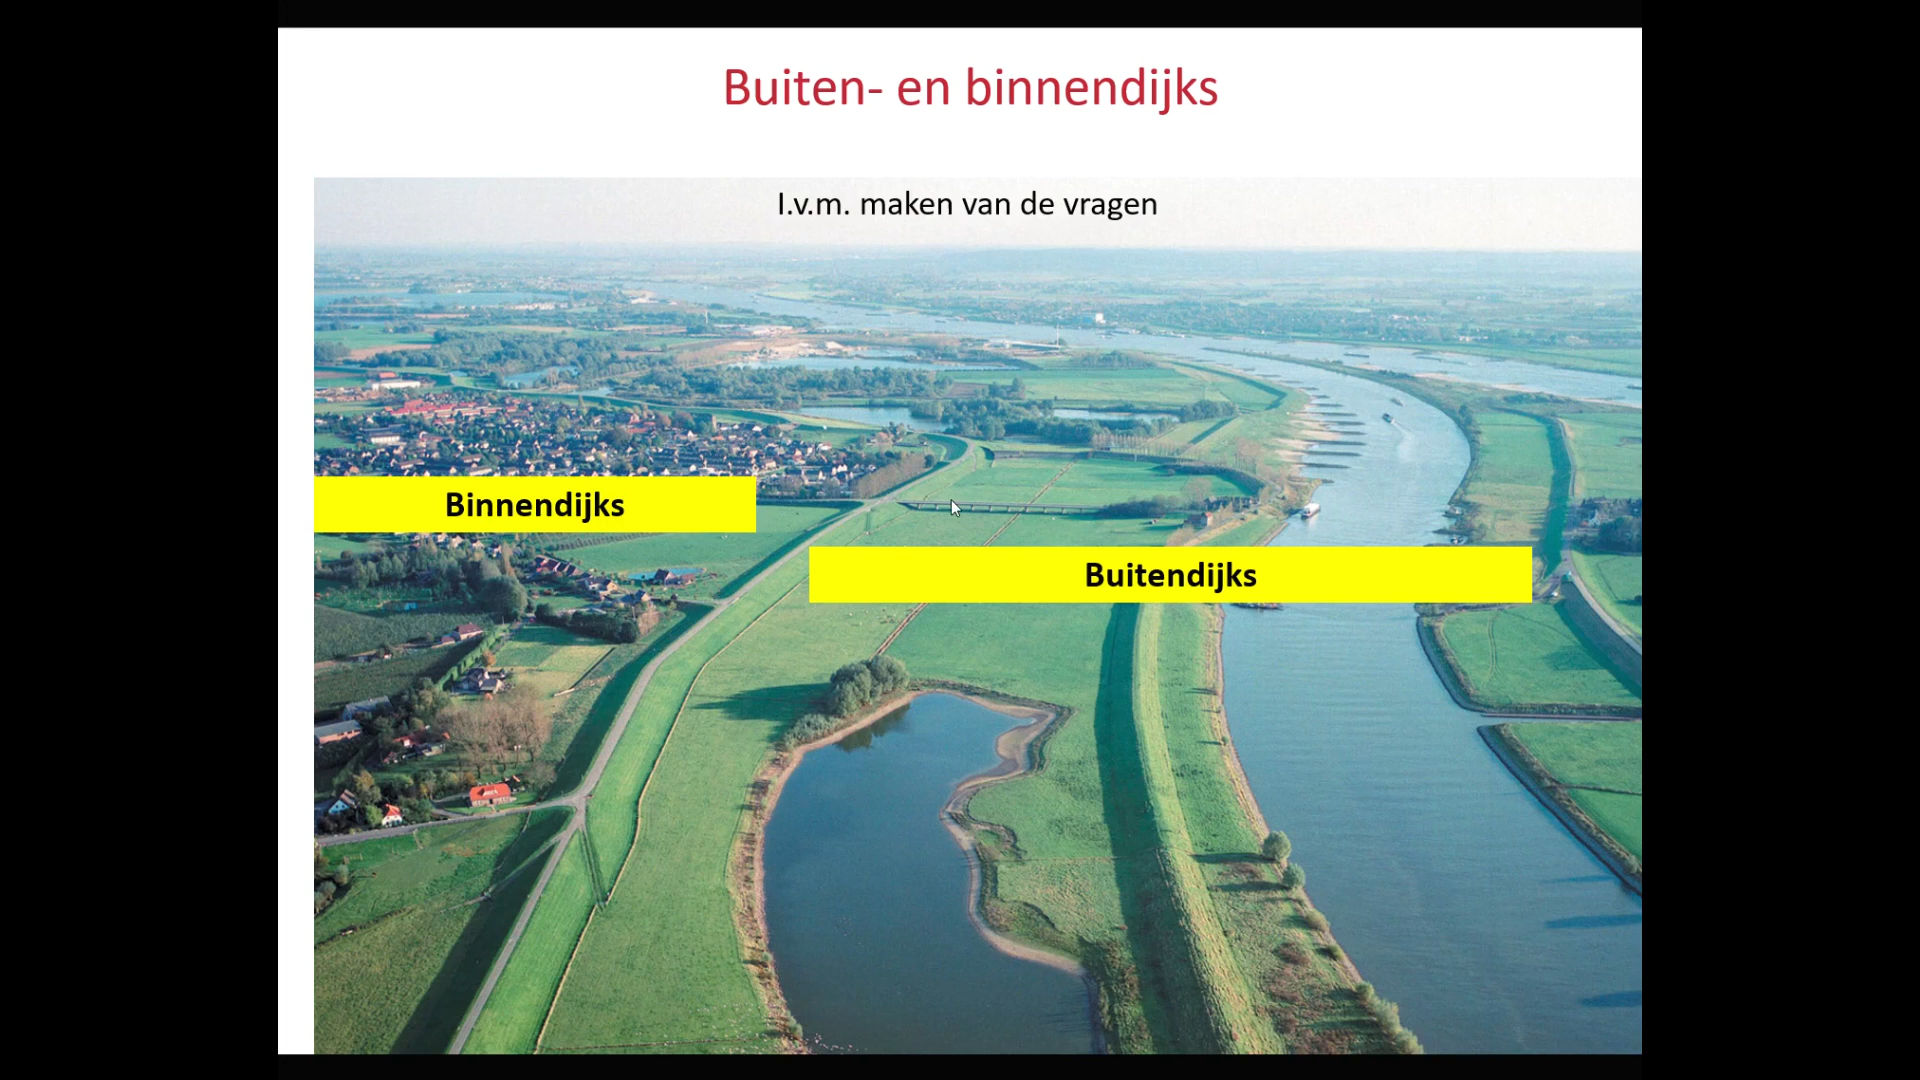 Buiten- en binnendijks
I.v.m. maken van de vragen
Binnendijks
Buitendijks